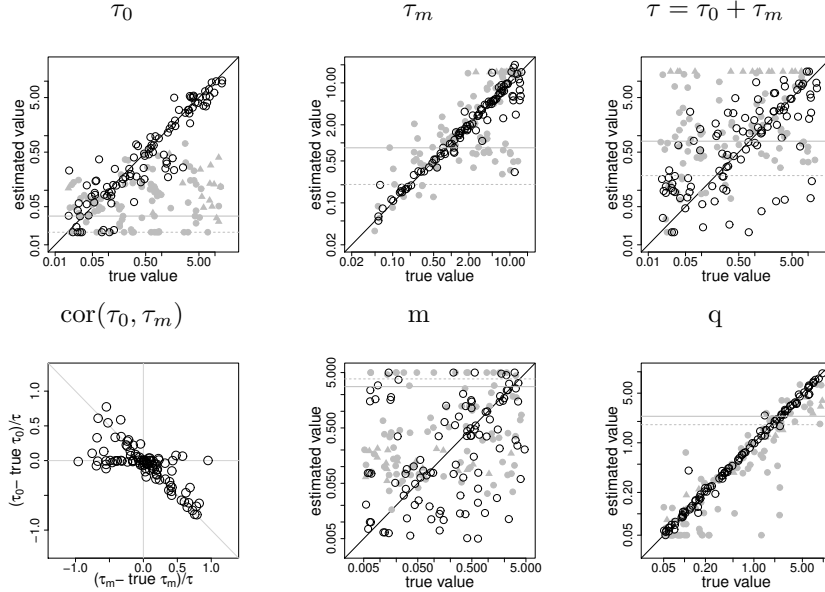 τ₀ τₘ τ = τ₀ + τₘ
estimated value
0.01 0.05 0.50 5.00
0.01 0.05 0.50 5.00
true value
estimated value
0.02 0.10 0.50 2.00 10.00
0.02 0.10 0.50 2.00 10.00
true value
estimated value
0.01 0.05 0.50 5.00
0.01 0.05 0.50 5.00
true value
cor(τ₀, τₘ) m q
(τ₀− true τ₀)/τ
−1.0 0.0 1.0
−1.0 0.0 0.5 1.0
(τₘ− true τₘ)/τ
estimated value
0.005 0.050 0.500 5.000
0.005 0.050 0.500 5.000
true value
estimated value
0.05 0.20 1.00 5.00
0.05 0.20 1.00 5.00
true value